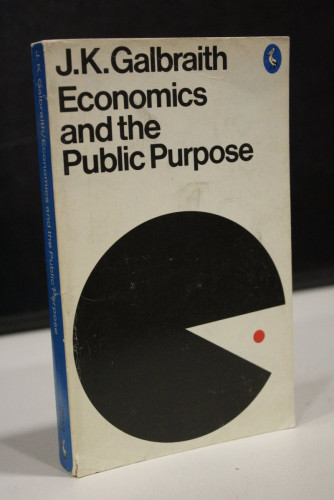 J.K.Galbraith
Economics
and the
Public Purpose
J. K. Galbraith/Economics and the Public Purpose